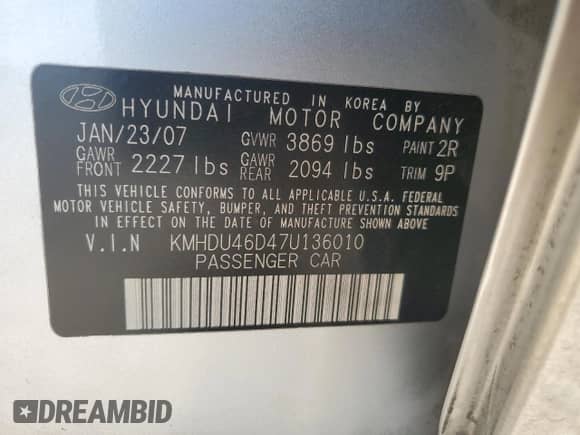 MANUFACTURED IN KOREA BY
HYUNDAI MOTOR COMPANY
JAN/23/07 GVWR 3869 lbs PAINT 2R
GAWR FRONT 2227 lbs GAWR REAR 2094 lbs TRIM 9P
THIS VEHICLE CONFORMS TO ALL APPLICABLE U.S.A. FEDERAL
MOTOR VEHICLE SAFETY, BUMPER, AND THEFT PREVENTION STANDARDS
IN EFFECT ON THE DATE OF MANUFACTURE SHOWN ABOVE
V.I.N KMHDU46D47U136010
PASSENGER CAR
DREAMBID